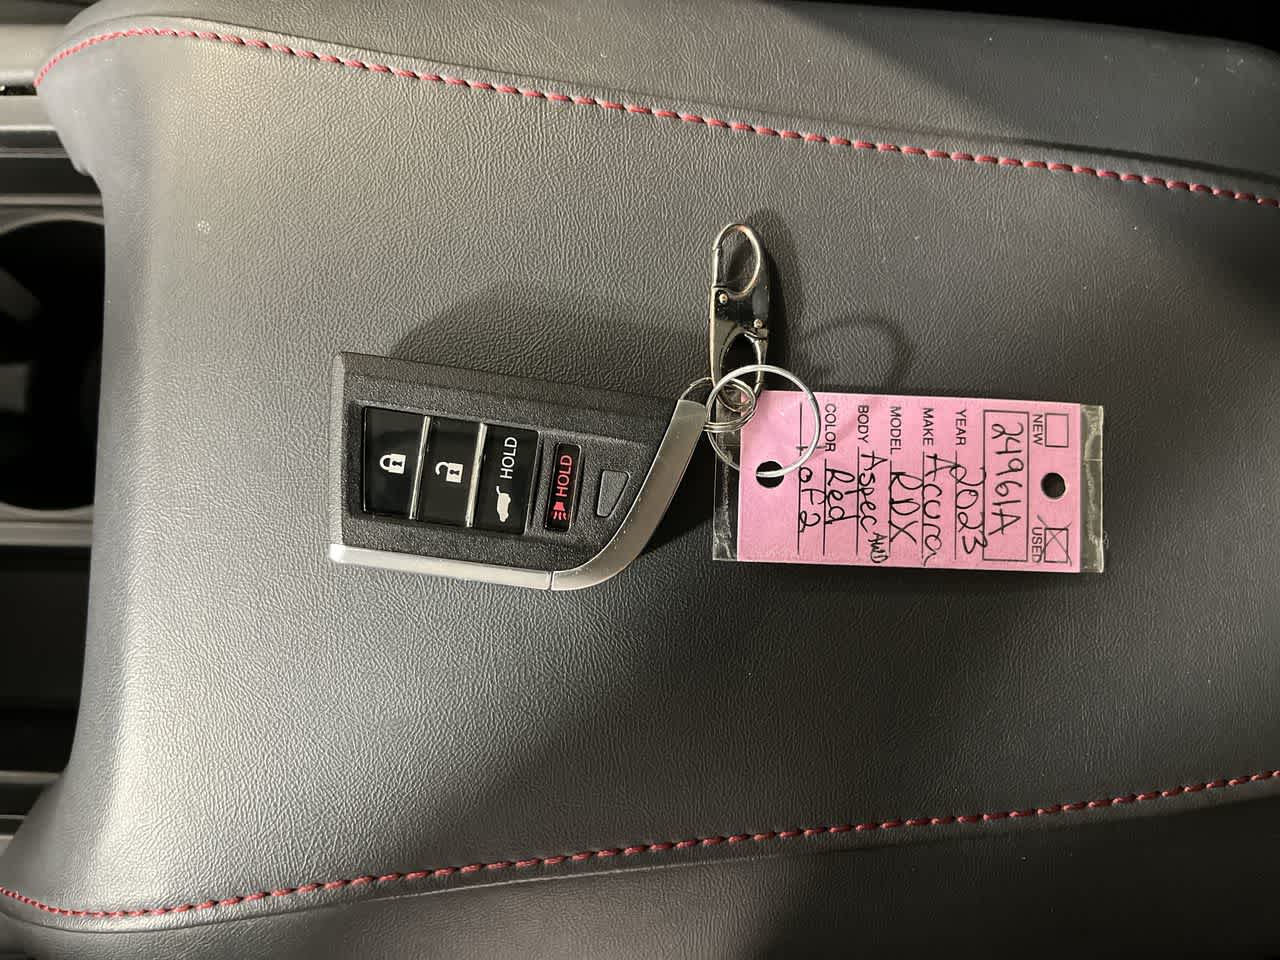 HOLD
HOLD
NEW USED
24961A
YEAR 2023
MAKE Acura
MODEL RDX
BODY Aspec AWD
COLOR Red
1 of 2